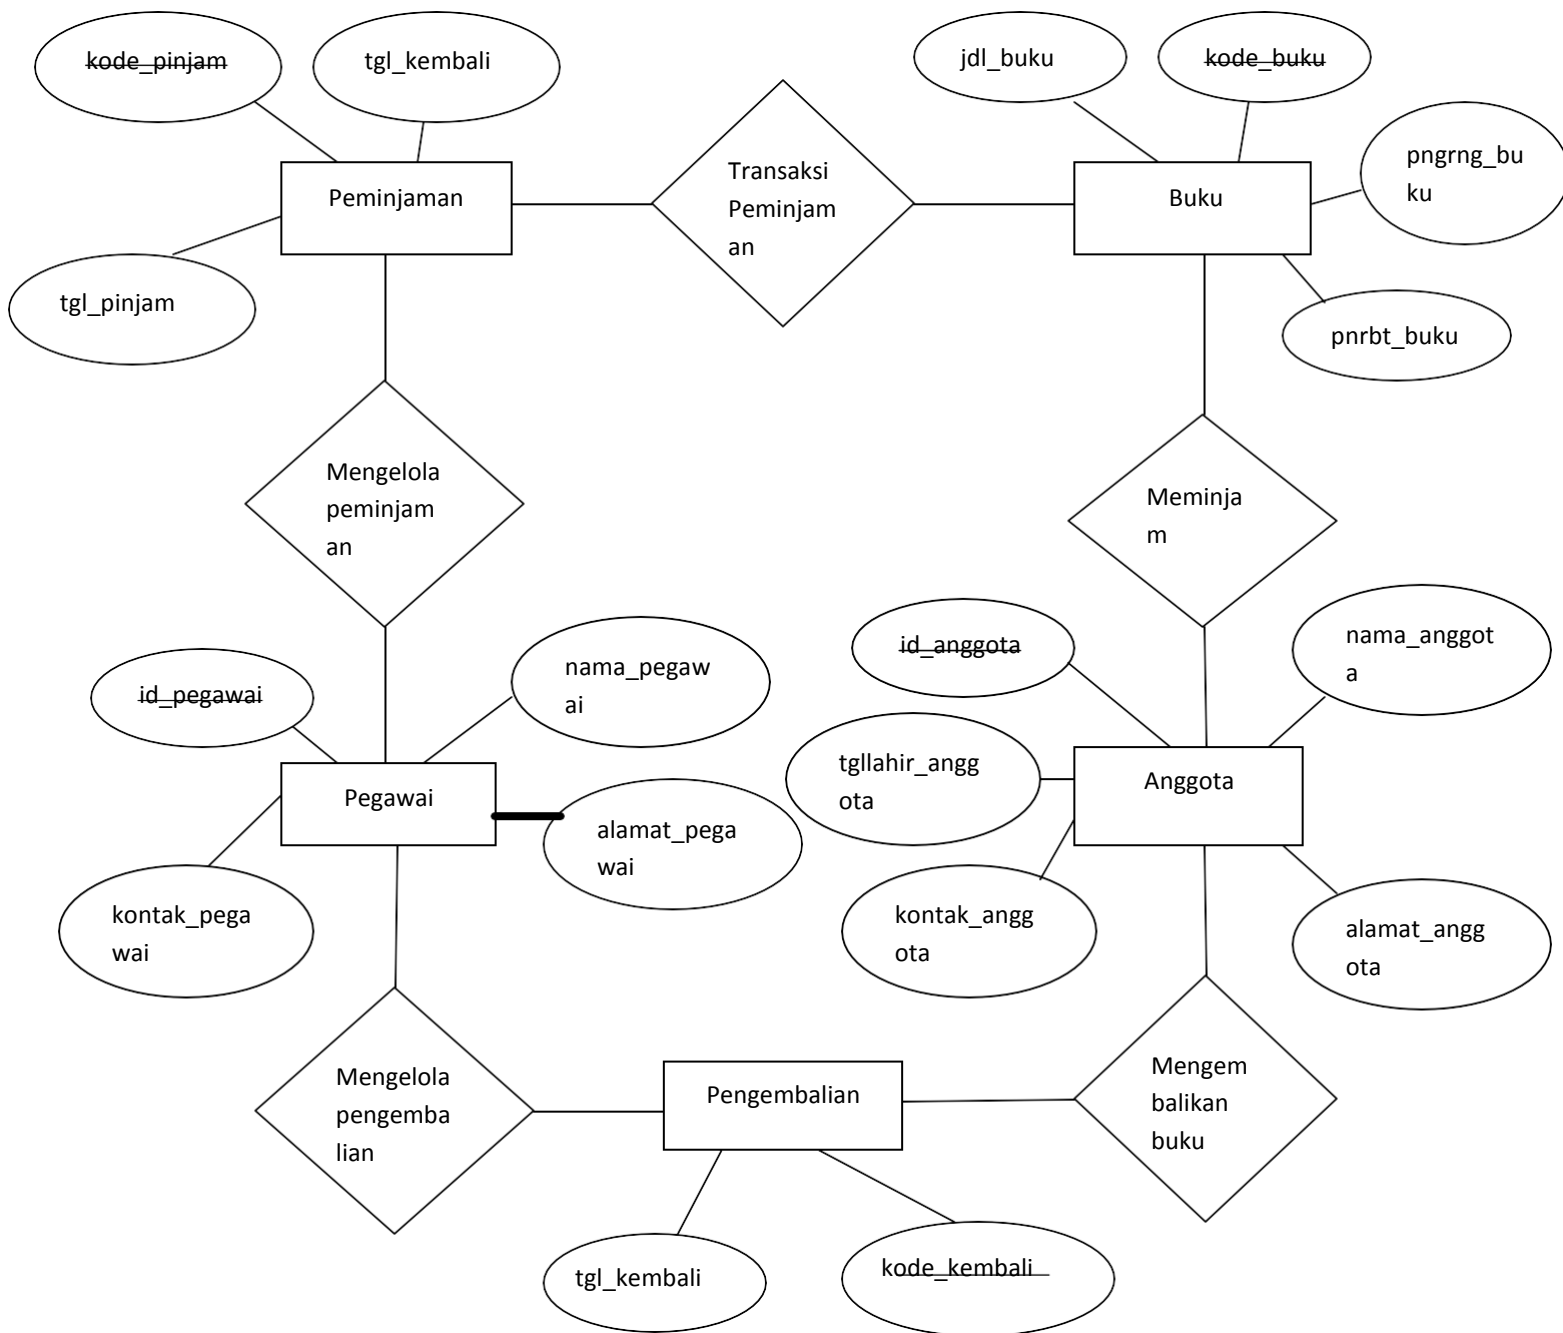 kode_pinjam
tgl_kembali
jdl_buku
kode_buku
pngrng_bu
ku
Transaksi
Peminjam
an
Peminjaman
Buku
tgl_pinjam
pnrbt_buku
Mengelola
peminjam
an
Meminja
m
id_pegawai
nama_pegaw
ai
id_anggota
nama_anggot
a
Pegawai
alamat_pega
wai
tgllahir_angg
ota
Anggota
kontak_pega
wai
kontak_angg
ota
alamat_angg
ota
Mengelola
pengemba
lian
Pengembalian
Mengem
balikan
buku
tgl_kembali
kode_kembali